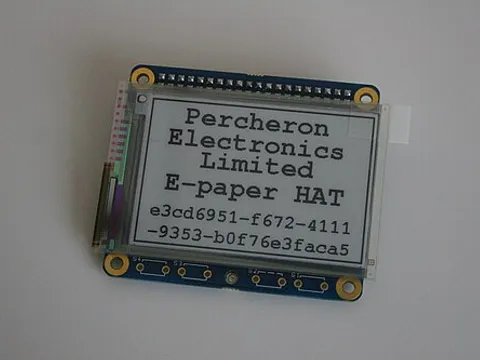 Percheron
Electronics
Limited
E-paper HAT
e3cd6951-f672-4111
-9353-b0f76e3faca5